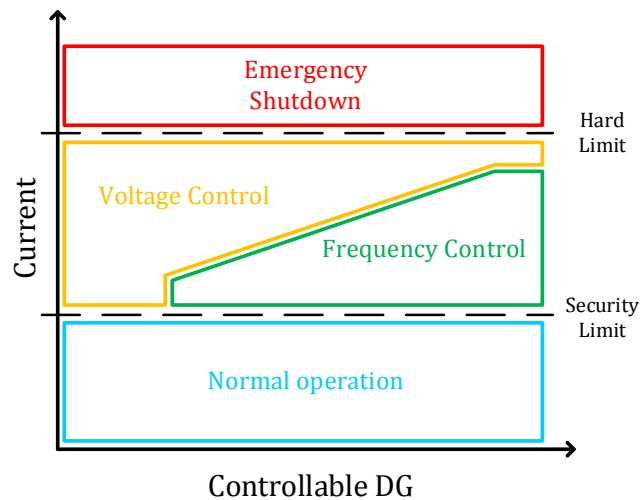 Emergency
Shutdown
Hard
Limit
Voltage Control
Frequency Control
Current
Security
Limit
Normal operation
Controllable DG